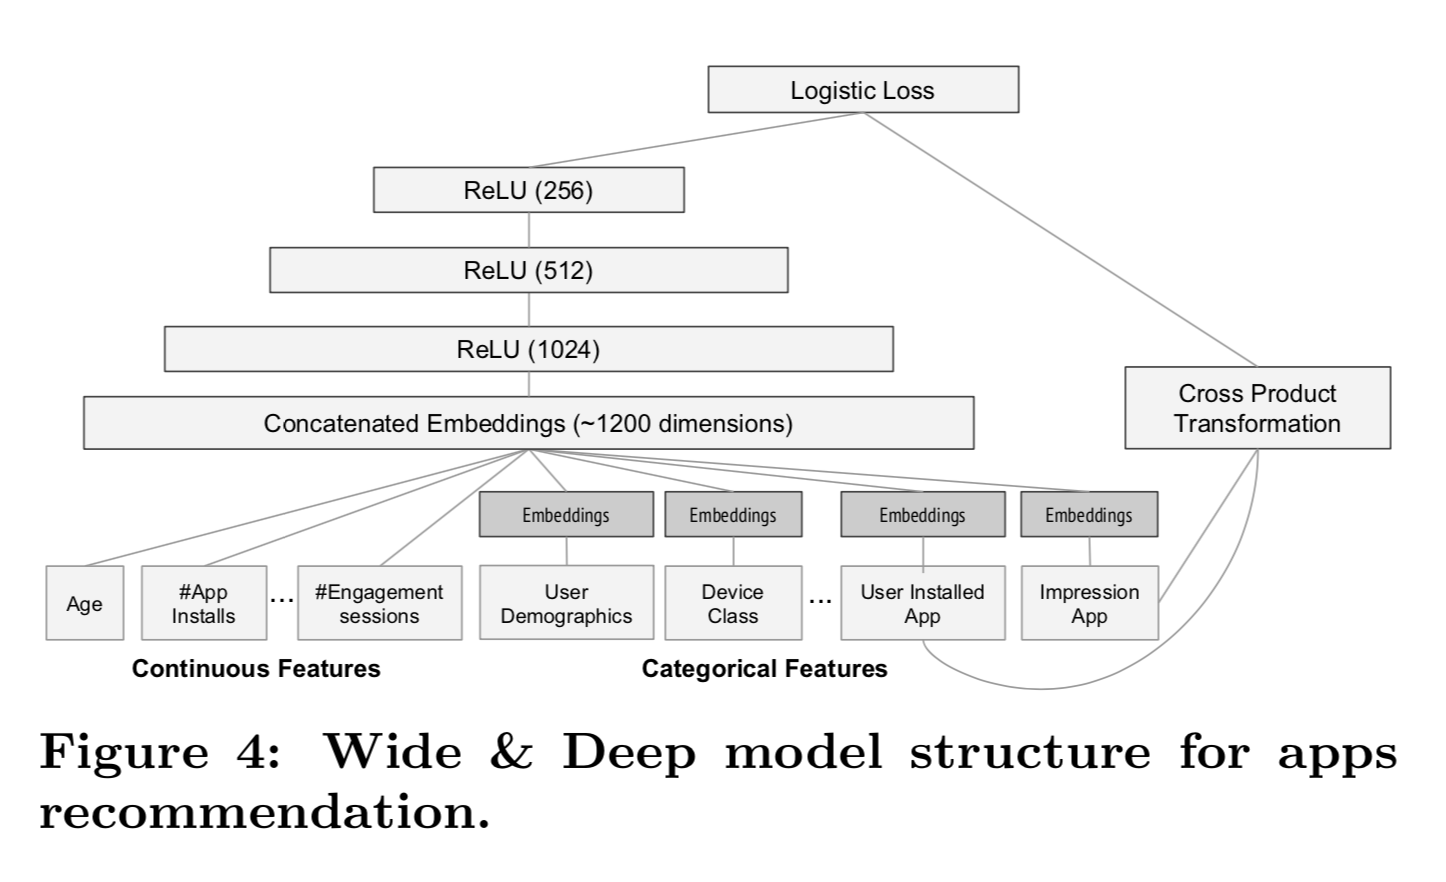 Logistic Loss
ReLU (256)
ReLU (512)
ReLU (1024)
Concatenated Embeddings (~1200 dimensions)
Cross Product
Transformation
Embeddings
Embeddings
Embeddings
Embeddings
Age
#App
Installs
...
#Engagement
sessions
User
Demographics
Device
Class
...
User Installed
App
Impression
App
Continuous Features
Categorical Features
Figure 4: Wide & Deep model structure for apps
recommendation.